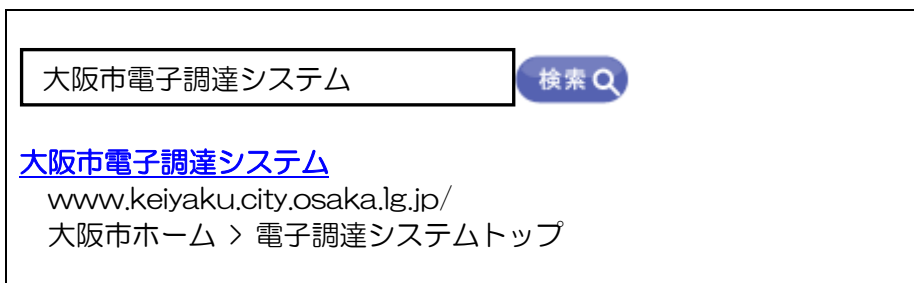 大阪市電子調達システム 検索
大阪市電子調達システム
www.keiyaku.city.osaka.lg.jp/
大阪市ホーム > 電子調達システムトップ